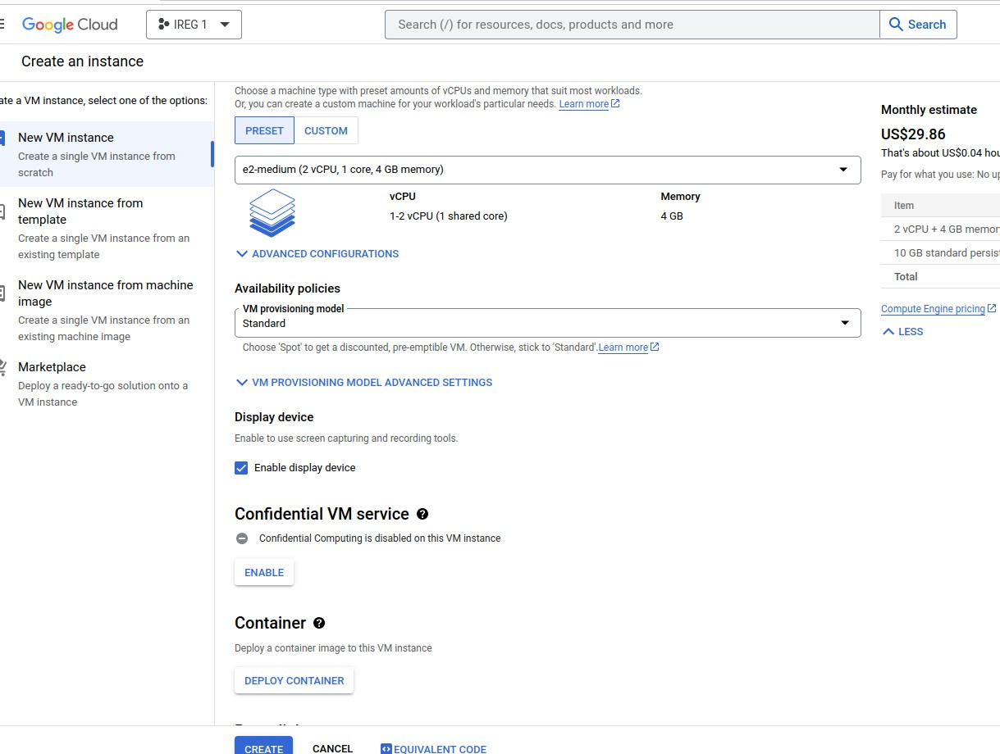 Google Cloud
IREG 1
Search (/) for resources, docs, products and more
Search
Create an instance
ate a VM instance, select one of the options:
New VM instance
Create a single VM instance from
scratch
New VM instance from
template
Create a single VM instance from an
existing template
New VM instance from machine
image
Create a single VM instance from an
existing machine image
Marketplace
Deploy a ready-to-go solution onto a
VM instance
Choose a machine type with preset amounts of vCPUs and memory that suit most workloads.
Or, you can create a custom machine for your workload's particular needs. Learn more
PRESET
CUSTOM
e2-medium (2 vCPU, 1 core, 4 GB memory)
vCPU
Memory
1-2 vCPU (1 shared core)
4 GB
ADVANCED CONFIGURATIONS
Availability policies
VM provisioning model
Standard
Choose 'Spot' to get a discounted, pre-emptible VM. Otherwise, stick to 'Standard'.Learn more
VM PROVISIONING MODEL ADVANCED SETTINGS
Display device
Enable to use screen capturing and recording tools.
Enable display device
Confidential VM service
Confidential Computing is disabled on this VM instance
ENABLE
Container
Deploy a container image to this VM instance
DEPLOY CONTAINER
CREATE
CANCEL
EQUIVALENT CODE
Monthly estimate
US$29.86
That's about US$0.04 hou
Pay for what you use: No up
Item
2 vCPU + 4 GB memory
10 GB standard persist
Total
Compute Engine pricing
LESS